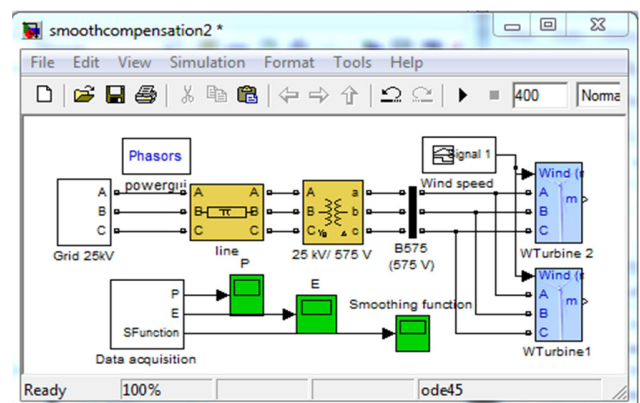 smoothcompensation2 *
File Edit View Simulation Format Tools Help
400 Norma
Phasors
powergui
Signal 1
Wind speed
Wind (
A
B
C
m
WTurbine 2
A
B
C
Grid 25kV
A
B
C
A
B
C
line
A
B
C
Yg
a
b
c
25 kV/ 575 V
B575
(575 V)
Wind (
A
B
C
m
WTurbine1
P
E
SFunction
Data acquisition
P
E
Smoothing function
Ready 100% ode45